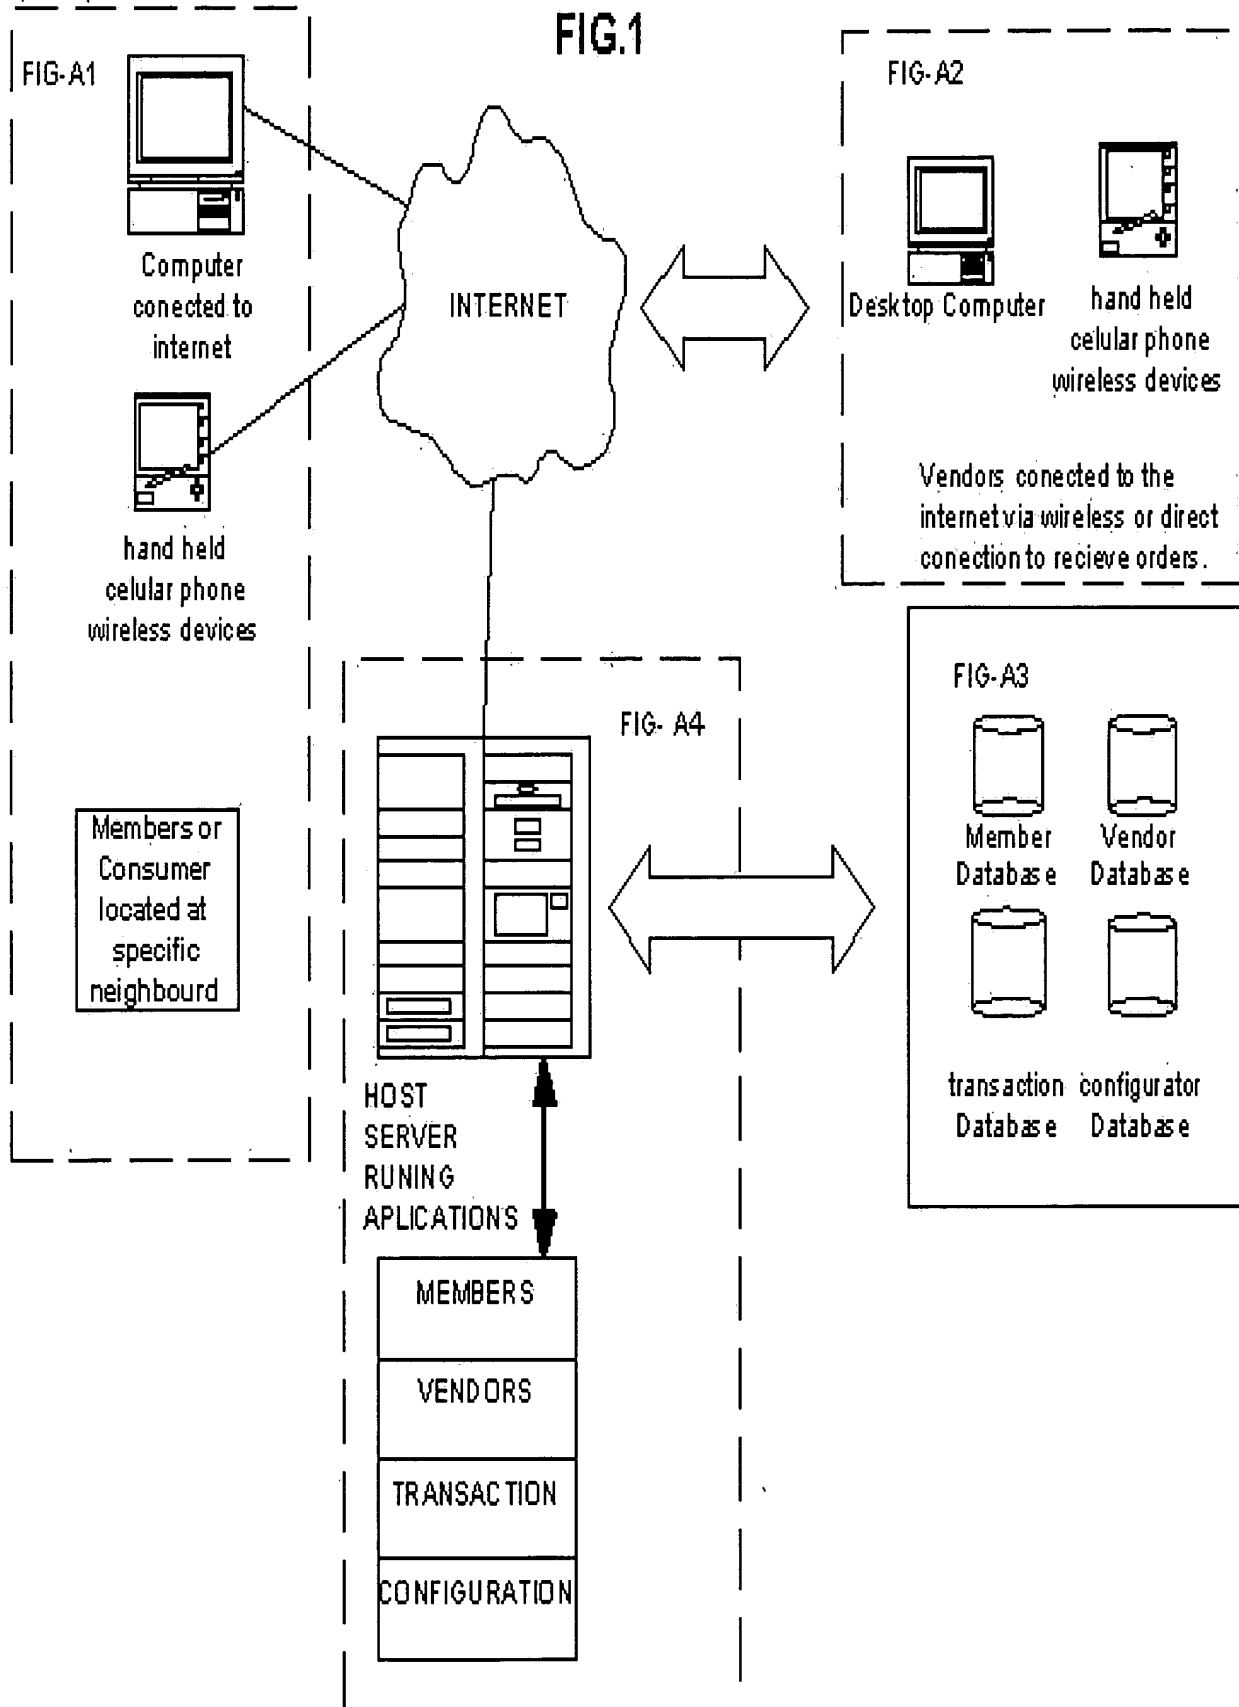 FIG.1
FIG-A1
Computer
conected to
internet
hand held
celular phone
wireless devices
Members or
Consumer
located at
specific
neighbourd
INTERNET
FIG-A2
Desktop Computer
hand held
celular phone
wireless devices
Vendors conected to the
internet via wireless or direct
conection to recieve orders.
FIG-A3
Member
Database
Vendor
Database
transaction
Database
configurator
Database
FIG- A4
HOST
SERVER
RUNING
APLICATIONS
MEMBERS
VENDORS
TRANSACTION
CONFIGURATION